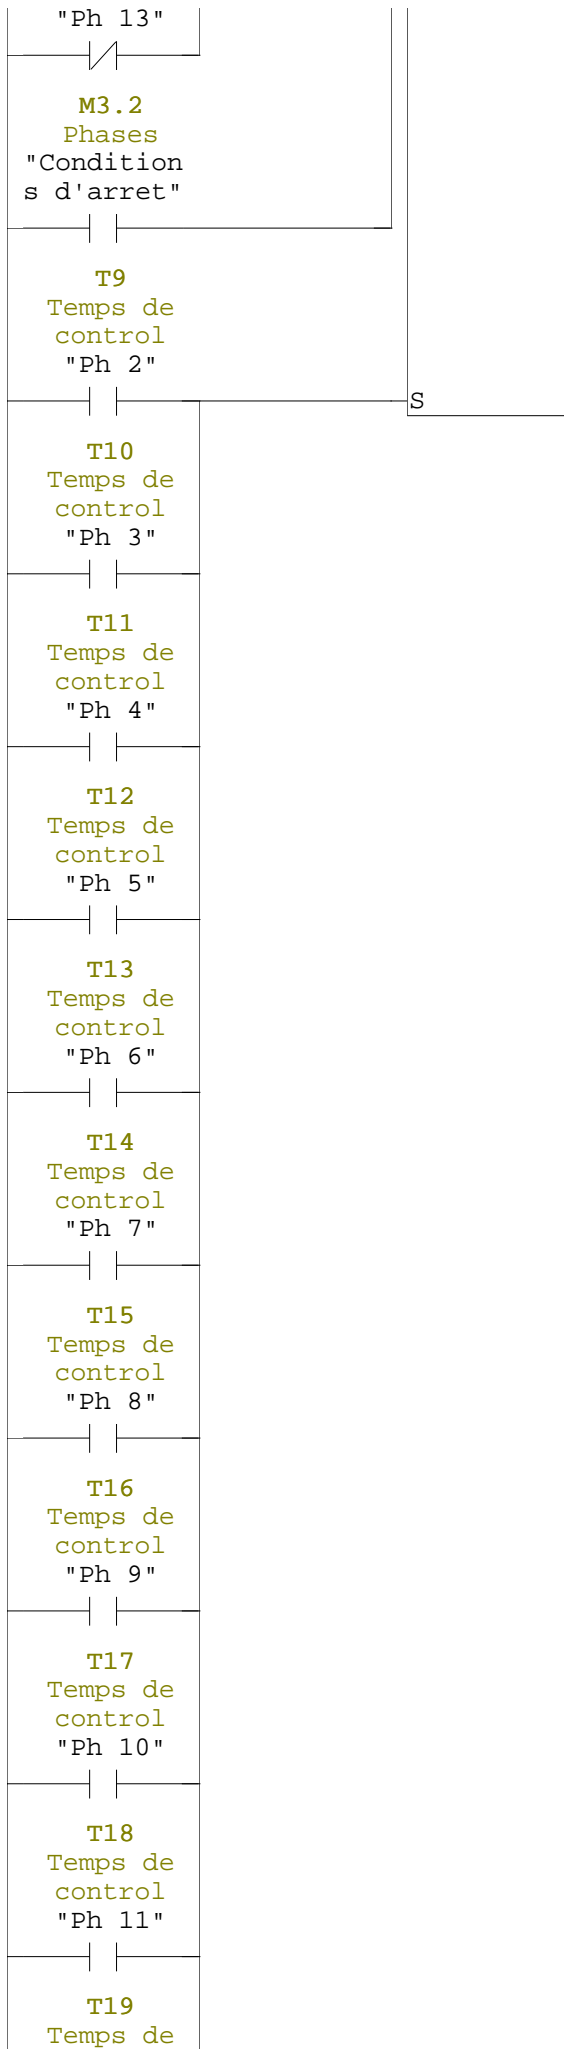 "Ph 13"
M3.2
Phases
"Condition
s d'arret"
T9
Temps de
control
"Ph 2"
S
T10
Temps de
control
"Ph 3"
T11
Temps de
control
"Ph 4"
T12
Temps de
control
"Ph 5"
T13
Temps de
control
"Ph 6"
T14
Temps de
control
"Ph 7"
T15
Temps de
control
"Ph 8"
T16
Temps de
control
"Ph 9"
T17
Temps de
control
"Ph 10"
T18
Temps de
control
"Ph 11"
T19
Temps de